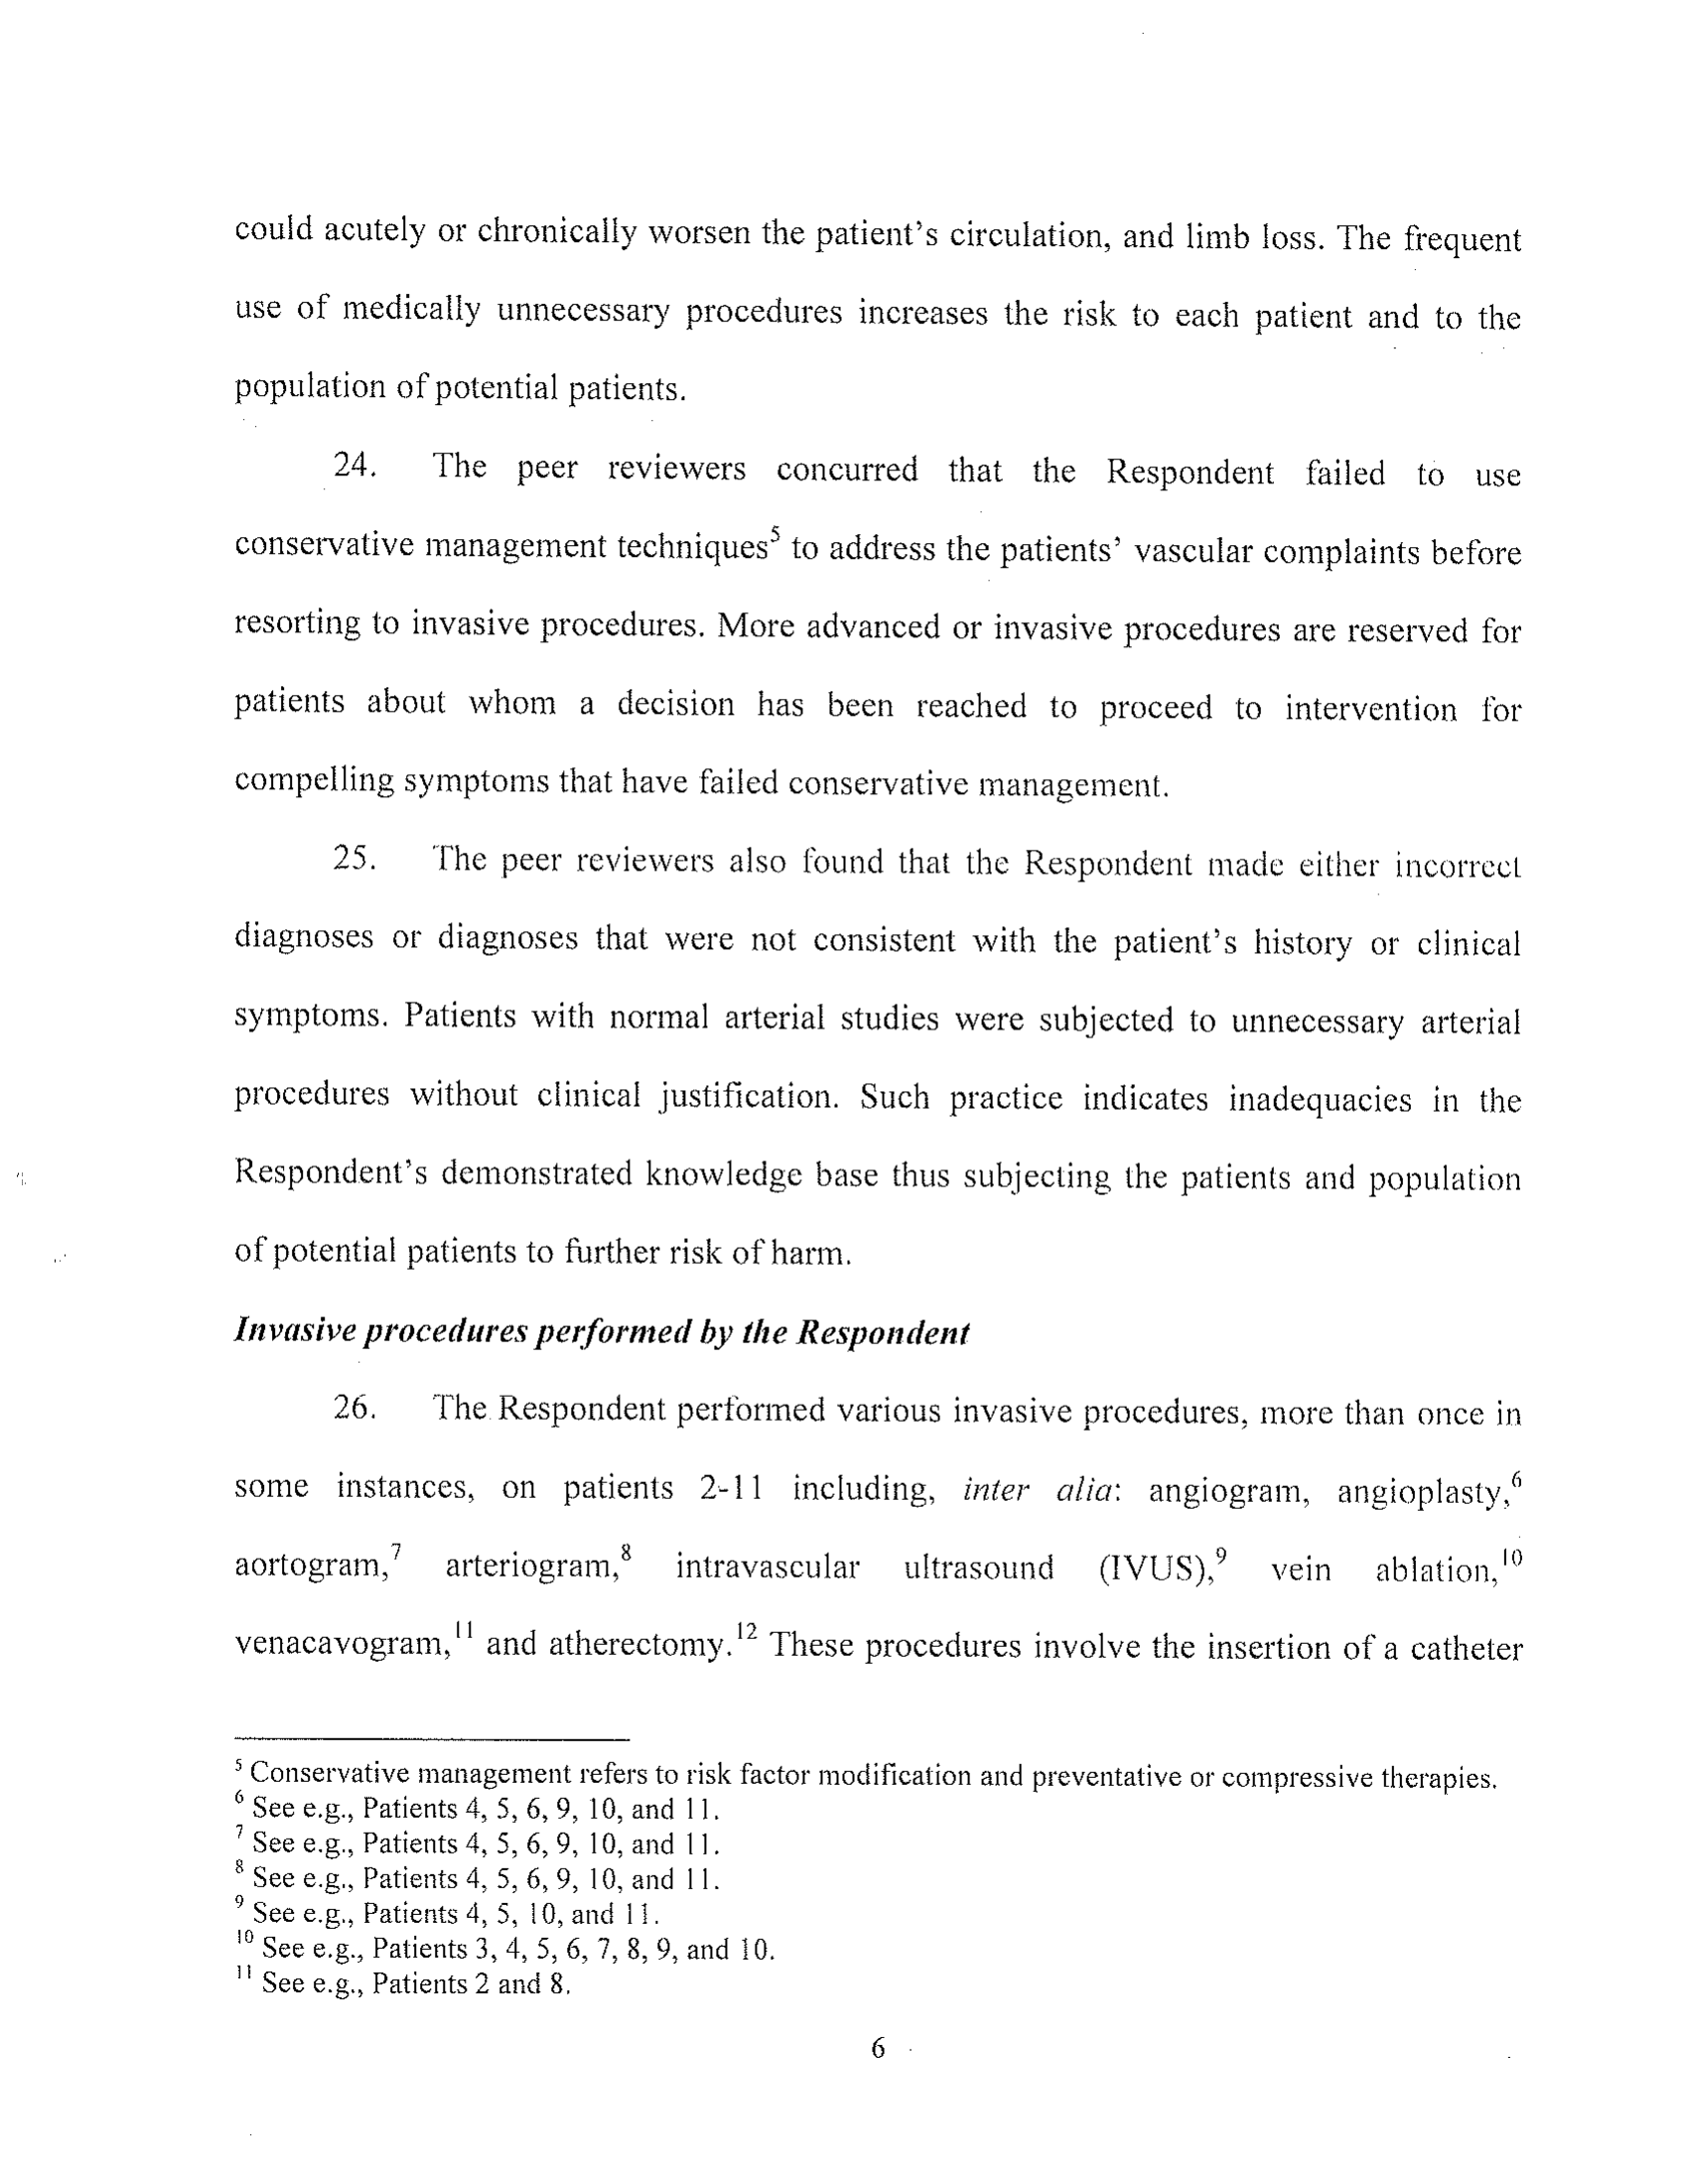 could acutely or chronically worsen the patient's circulation, and limb loss. The frequent
use of medically unnecessary procedures increases the risk to each patient and to the
population of potential patients.
24. The peer reviewers concurred that the Respondent failed to use
conservative management techniques⁵ to address the patients' vascular complaints before
resorting to invasive procedures. More advanced or invasive procedures are reserved for
patients about whom a decision has been reached to proceed to intervention for
compelling symptoms that have failed conservative management.
25. The peer reviewers also found that the Respondent made either incorrect
diagnoses or diagnoses that were not consistent with the patient's history or clinical
symptoms. Patients with normal arterial studies were subjected to unnecessary arterial
procedures without clinical justification. Such practice indicates inadequacies in the
Respondent's demonstrated knowledge base thus subjecting the patients and population
of potential patients to further risk of harm.
Invasive procedures performed by the Respondent
26. The Respondent performed various invasive procedures, more than once in
some instances, on patients 2-11 including, inter alia: angiogram, angioplasty,⁶
aortogram,⁷ arteriogram,⁸ intravascular ultrasound (IVUS),⁹ vein ablation,¹⁰
venacavogram,¹¹ and atherectomy.¹² These procedures involve the insertion of a catheter
⁵ Conservative management refers to risk factor modification and preventative or compressive therapies.
⁶ See e.g., Patients 4, 5, 6, 9, 10, and 11.
⁷ See e.g., Patients 4, 5, 6, 9, 10, and 11.
⁸ See e.g., Patients 4, 5, 6, 9, 10, and 11.
⁹ See e.g., Patients 4, 5, 10, and 11.
¹⁰ See e.g., Patients 3, 4, 5, 6, 7, 8, 9, and 10.
¹¹ See e.g., Patients 2 and 8.
6